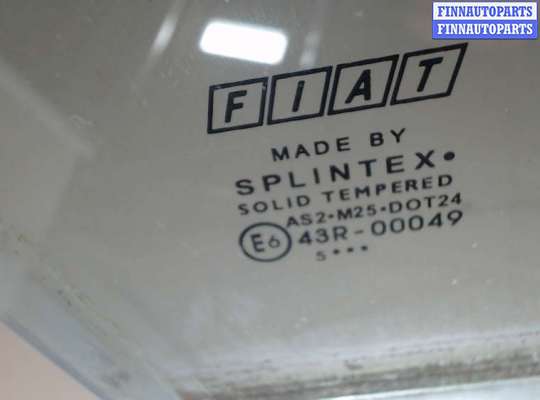 FINNAUTOPARTS
FINNAUTOPARTS
FIAT
MADE BY
SPLINTEX•
SOLID TEMPERED
AS2•M25•DOT24
E6 43R-00049
5***